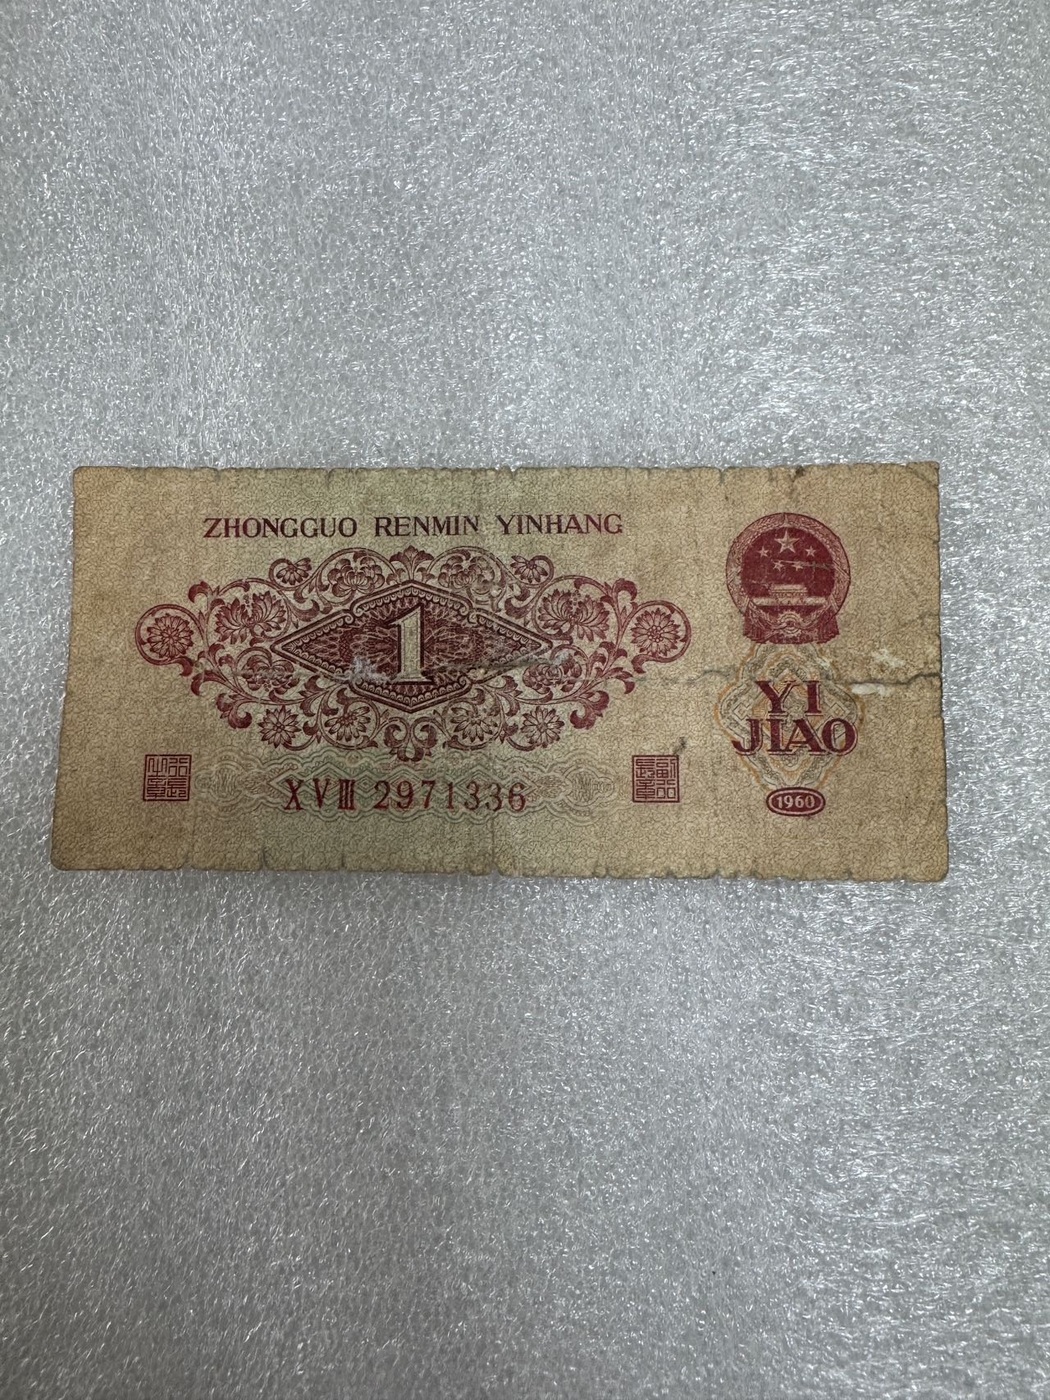 ZHONGGUO RENMIN YINHANG
1
YI
JIAO
XVIII 2971336
1960